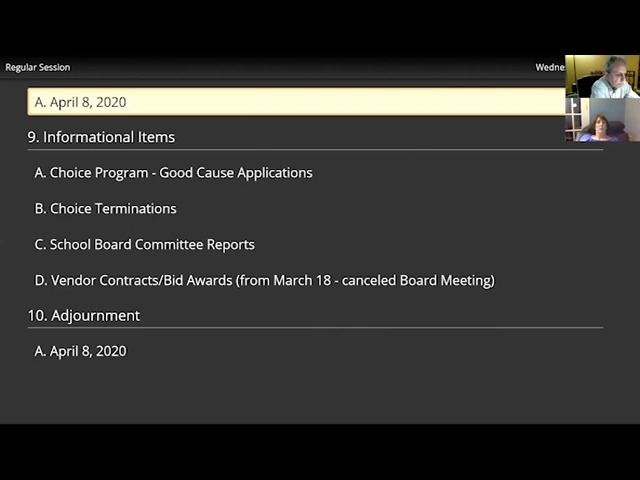 Regular Session
Wednes
A. April 8, 2020
9. Informational Items
A. Choice Program - Good Cause Applications
B. Choice Terminations
C. School Board Committee Reports
D. Vendor Contracts/Bid Awards (from March 18 - canceled Board Meeting)
10. Adjournment
A. April 8, 2020